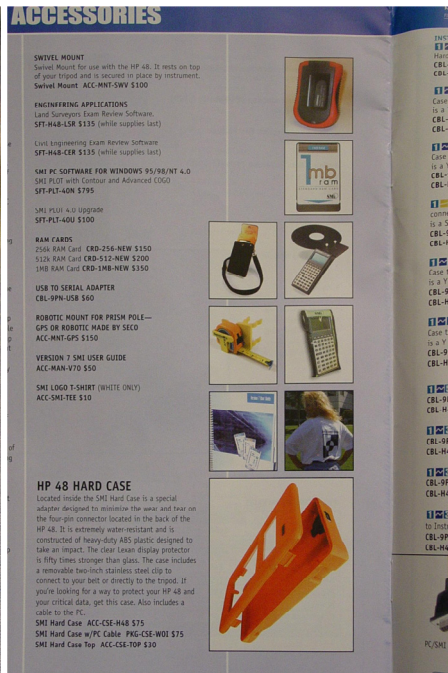 ACCESSORIES
SWIVEL MOUNT
Swivel Mount for use with the HP 48. It rests on top
of your tripod and is secured in place by instrument.
Swivel Mount ACC-MNT-SWV $100
ENGINEERING APPLICATIONS
Land Surveyors Exam Review Software.
SFT-H48-LSR $135 (while supplies last)
Civil Engineering Exam Review Software
SFT-H48-CER $135 (while supplies last)
SMI PC SOFTWARE FOR WINDOWS 95/98/NT 4.0
SMI PLOT with Contour and Advanced COGO
SFT-PLT-40N $795
SMI PLOT 4.0 Upgrade
SFT-PLT-40U $100
RAM CARDS
256k RAM Card CRD-256-NEW $150
512k RAM Card CRD-512-NEW $200
1MB RAM Card CRD-1MB-NEW $350
USB TO SERIAL ADAPTER
CBL-9PN-USB $60
ROBOTIC MOUNT FOR PRISM POLE—
GPS OR ROBOTIC MADE BY SECO
ACC-MNT-GPS $150
VERSION 7 SMI USER GUIDE
ACC-MAN-V70 $50
SMI LOGO T-SHIRT (WHITE ONLY)
ACC-SMI-TEE $10
1mb
ram
HP 48 HARD CASE
Located inside the SMI Hard Case is a special
adapter designed to minimize the wear and tear on
the four-pin connector located in the back of the
HP 48. It is extremely water-resistant and is
constructed of heavy-duty ABS plastic designed to
take an impact. The clear Lexan display protector
is fifty times stronger than glass. The case includes
a removable two-inch stainless steel clip to
connect to your belt or directly to the tripod. If
you're looking for a way to protect your HP 48 and
your critical data, get this case. Also includes a
cable to the PC.
SMI Hard Case ACC-CSE-H48 $75
SMI Hard Case w/PC Cable PKG-CSE-WOI $75
SMI Hard Case Top ACC-CSE-TOP $30
PC/SMI